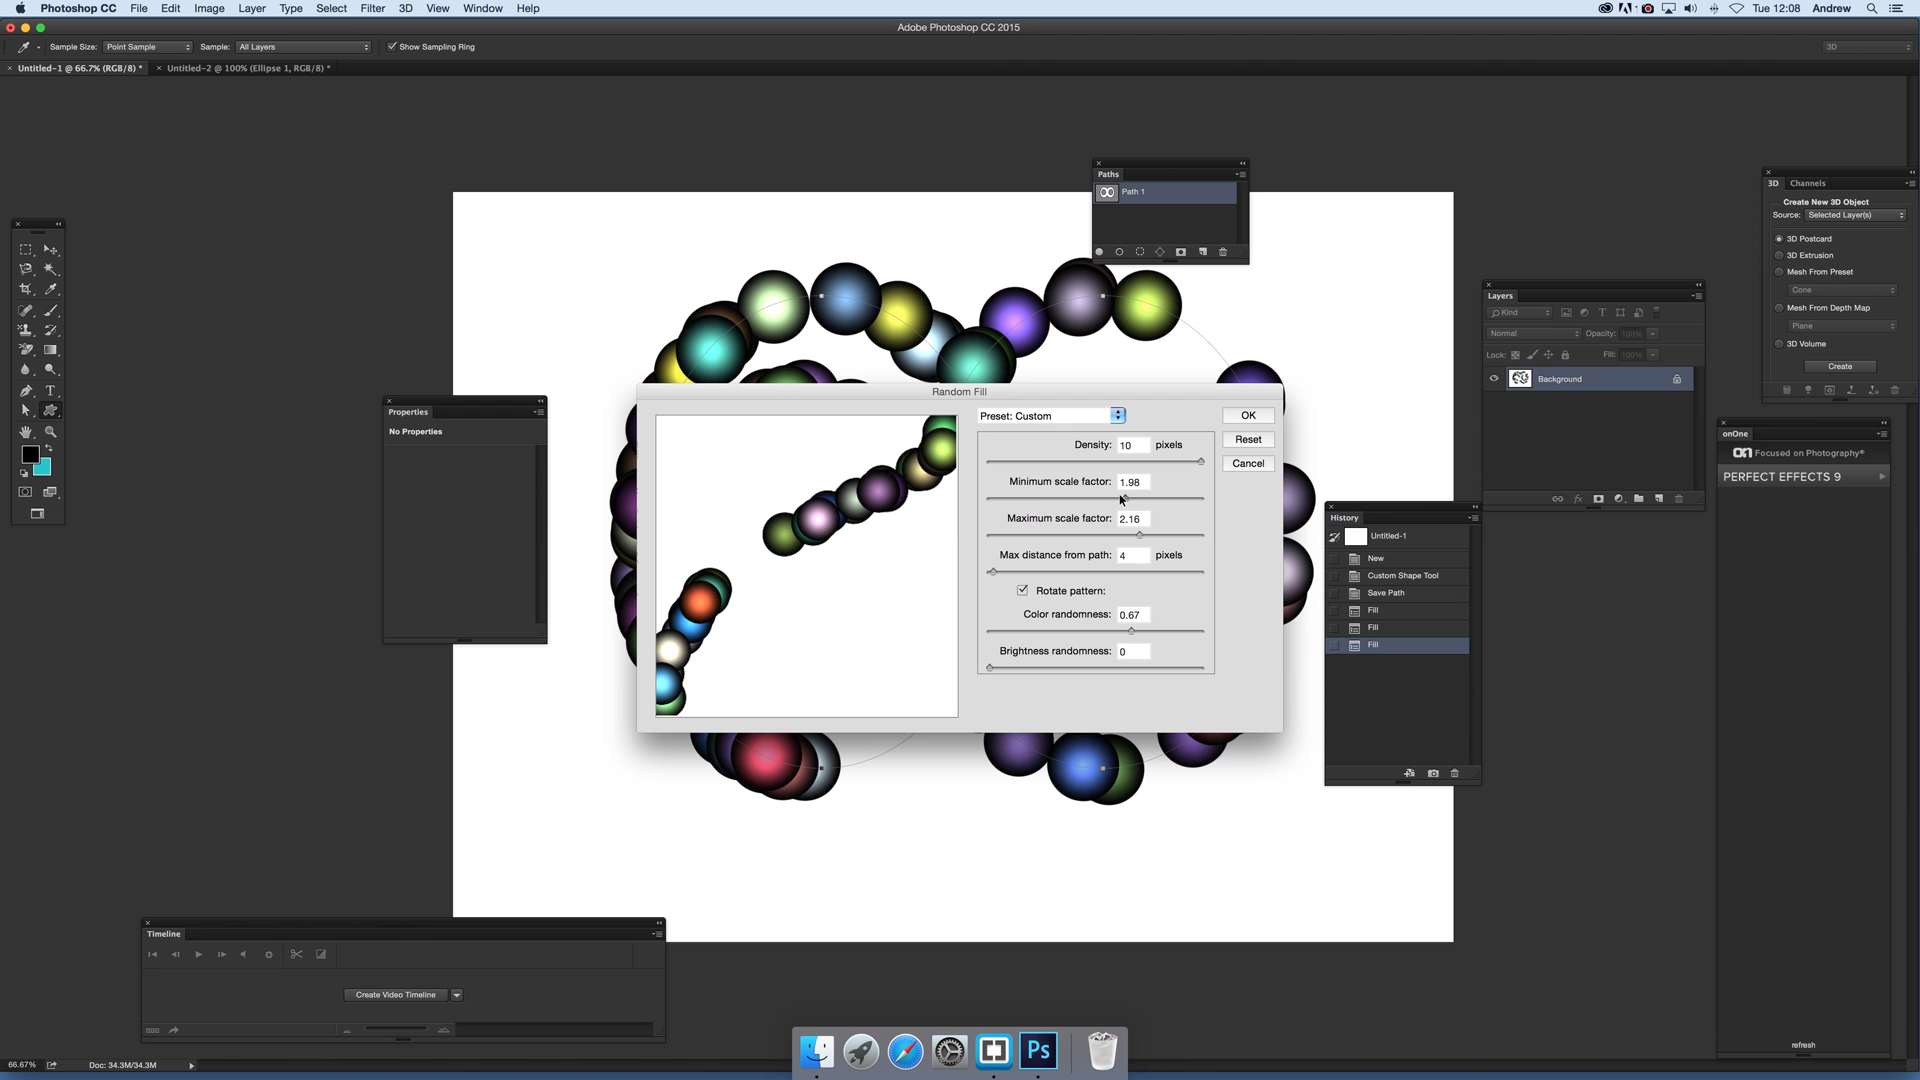 Photoshop CC File Edit Image Layer Type Select Filter 3D View Window Help Tue 12:08 Andrew
Adobe Photoshop CC 2015
Sample Size: Point Sample Sample: All Layers Show Sampling Ring 3D
× Untitled-1 @ 66.7% (RGB/8) * × Untitled-2 @ 100% (Ellipse 1, RGB/8) *
Paths
Path 1
3D Channels
Create New 3D Object
Source: Selected Layer(s)
3D Postcard
3D Extrusion
Mesh From Preset
Cone
Mesh From Depth Map
Plane
3D Volume
Create
Layers
Kind
Normal Opacity: 100%
Lock: Fill: 100%
Background
Properties
No Properties
Random Fill
Preset: Custom
OK
Reset
Cancel
Density: 10 pixels
Minimum scale factor: 1.98
Maximum scale factor: 2.16
Max distance from path: 4 pixels
Rotate pattern:
Color randomness: 0.67
Brightness randomness: 0
onOne
on Focused on Photography®
PERFECT EFFECTS 9
refresh
History
Untitled-1
New
Custom Shape Tool
Save Path
Fill
Fill
Fill
Timeline
Create Video Timeline
66.67% Doc: 34.3M/34.3M
Ps